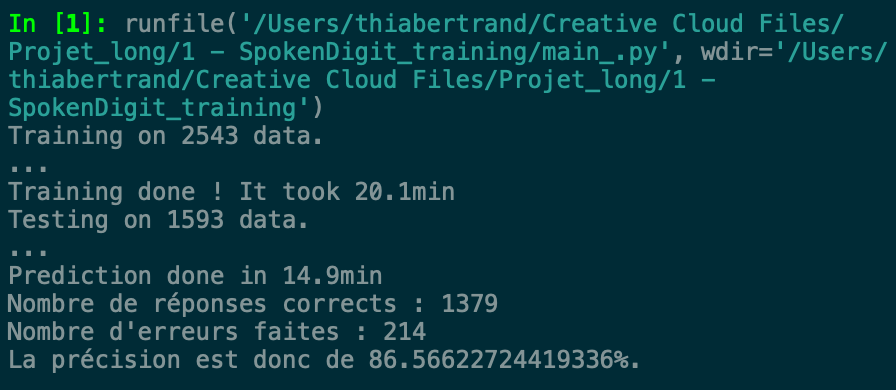 In [1]: runfile('/Users/thiabertrand/Creative Cloud Files/
Projet_long/1 - SpokenDigit_training/main_.py', wdir='/Users/
thiabertrand/Creative Cloud Files/Projet_long/1 -
SpokenDigit_training')
Training on 2543 data.
...
Training done ! It took 20.1min
Testing on 1593 data.
...
Prediction done in 14.9min
Nombre de réponses corrects : 1379
Nombre d'erreurs faites : 214
La précision est donc de 86.56622724419336%.